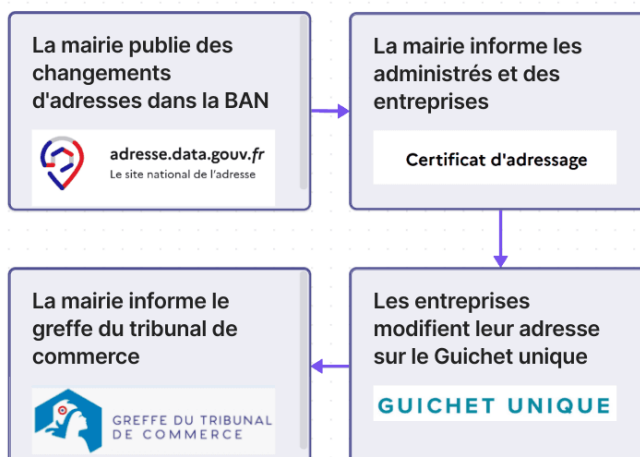 La mairie publie des
changements
d'adresses dans la BAN
adresse.data.gouv.fr
Le site national de l'adresse
La mairie informe les
administrés et des
entreprises
Certificat d'adressage
La mairie informe le
greffe du tribunal de
commerce
GREFFE DU TRIBUNAL
DE COMMERCE
Les entreprises
modifient leur adresse
sur le Guichet unique
GUICHET UNIQUE